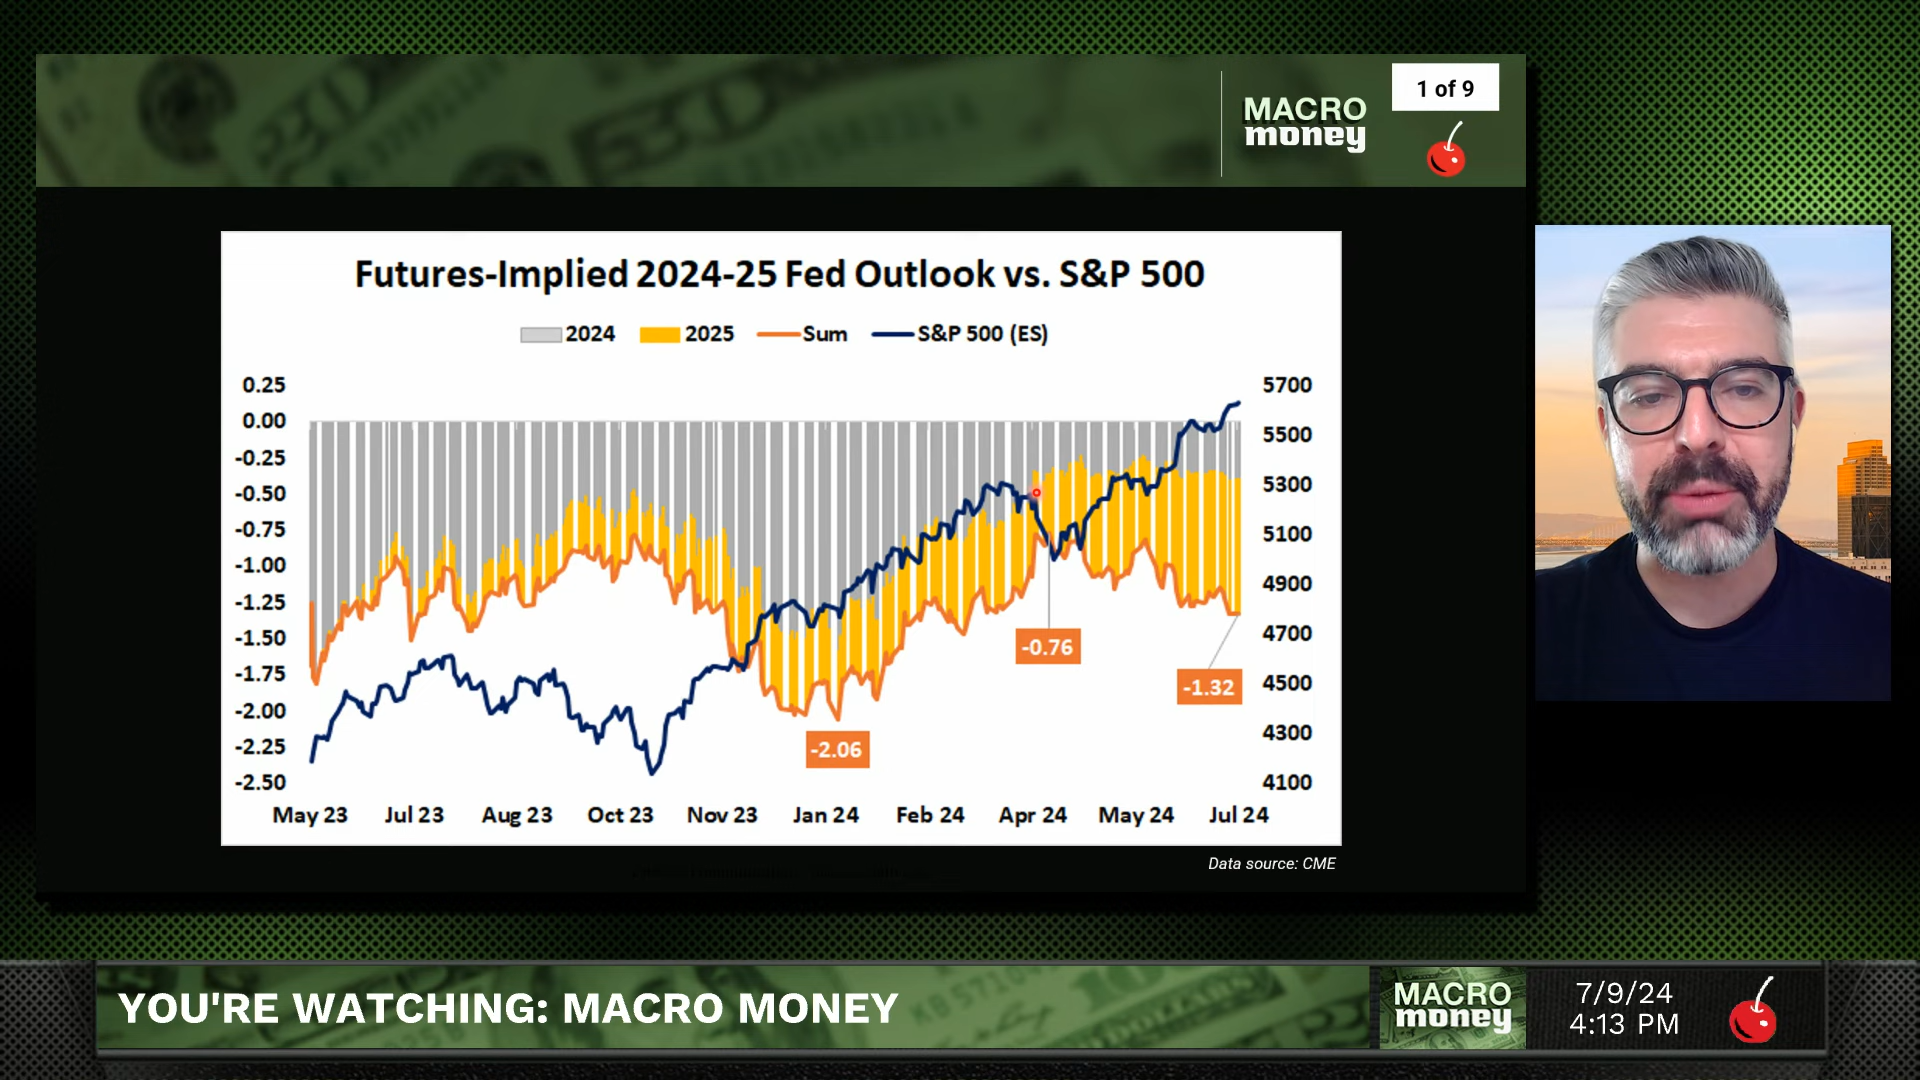 MACRO
money
1 of 9
Futures-Implied 2024-25 Fed Outlook vs. S&P 500
2024 2025 Sum S&P 500 (ES)
0.25
0.00
-0.25
-0.50
-0.75
-1.00
-1.25
-1.50
-1.75
-2.00
-2.25
-2.50
5700
5500
5300
5100
4900
4700
4500
4300
4100
-0.76
-1.32
-2.06
May 23 Jul 23 Aug 23 Oct 23 Nov 23 Jan 24 Feb 24 Apr 24 May 24 Jul 24
Data source: CME
YOU'RE WATCHING: MACRO MONEY
MACRO
money
7/9/24
4:13 PM